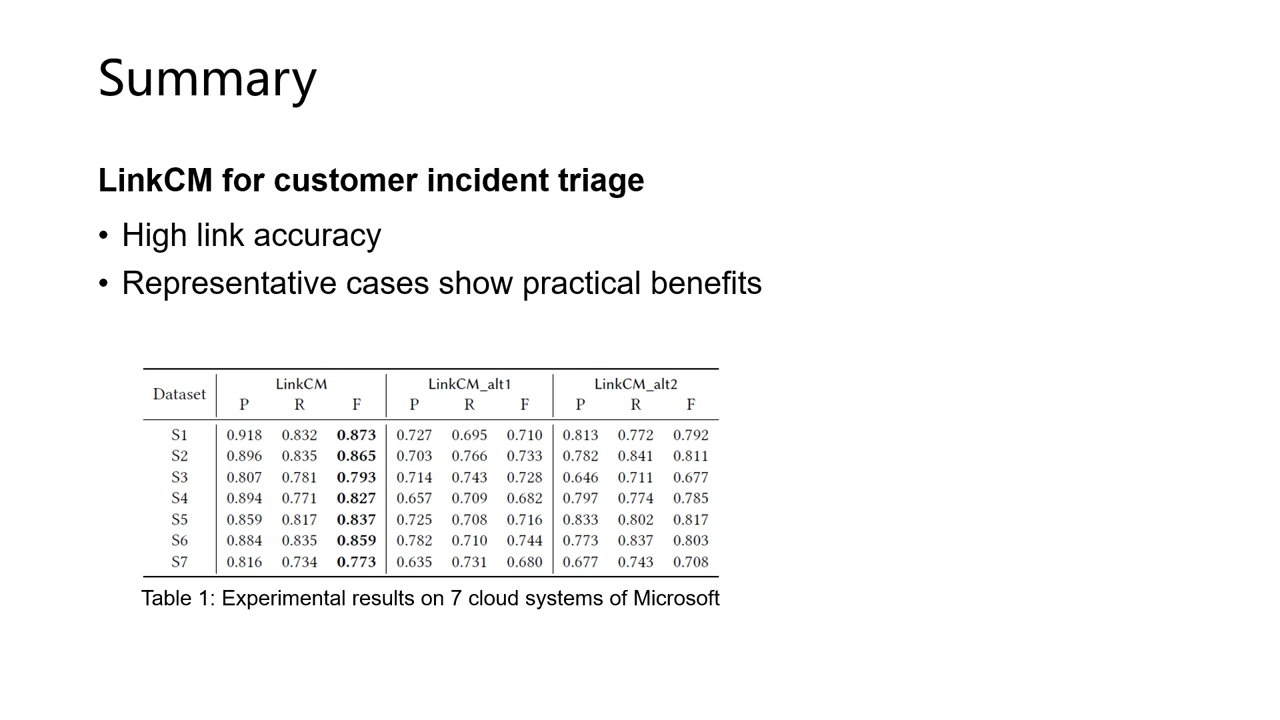 Summary
LinkCM for customer incident triage
• High link accuracy
• Representative cases show practical benefits
Dataset LinkCM LinkCM_alt1 LinkCM_alt2
P R F P R F P R F
S1 0.918 0.832 0.873 0.727 0.695 0.710 0.813 0.772 0.792
S2 0.896 0.835 0.865 0.703 0.766 0.733 0.782 0.841 0.811
S3 0.807 0.781 0.793 0.714 0.743 0.728 0.646 0.711 0.677
S4 0.894 0.771 0.827 0.657 0.709 0.682 0.797 0.774 0.785
S5 0.859 0.817 0.837 0.725 0.708 0.716 0.833 0.802 0.817
S6 0.884 0.835 0.859 0.782 0.710 0.744 0.773 0.837 0.803
S7 0.816 0.734 0.773 0.635 0.731 0.680 0.677 0.743 0.708
Table 1: Experimental results on 7 cloud systems of Microsoft